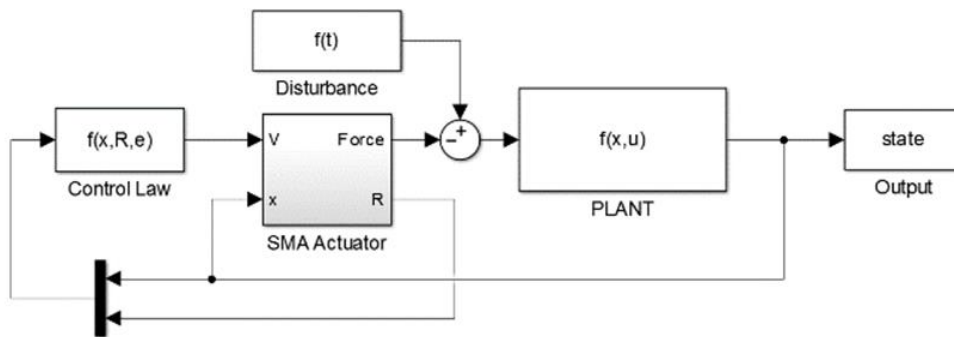 f(t)
Disturbance
f(x,R,e)
Control Law
V
Force
x
R
SMA Actuator
− +
f(x,u)
PLANT
state
Output